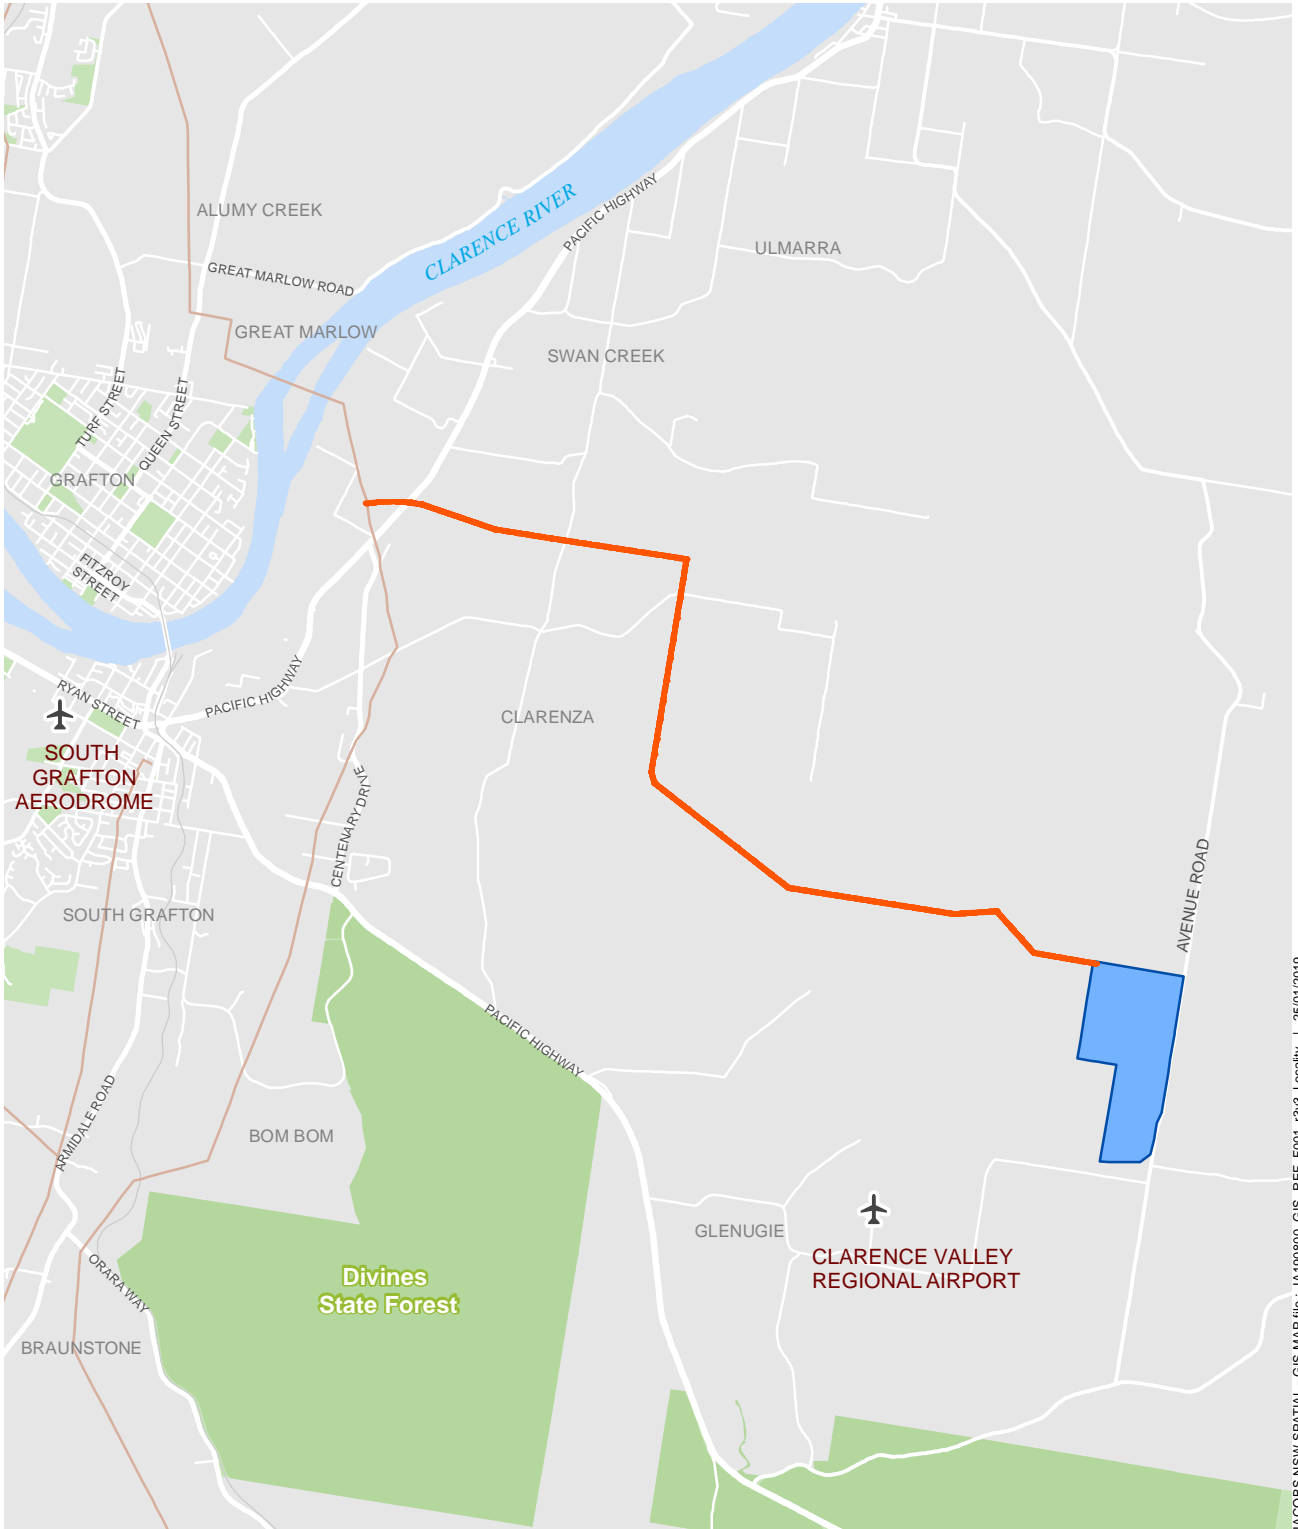 ALUMY CREEK
CLARENCE RIVER
PACIFIC HIGHWAY
ULMARRA
GREAT MARLOW ROAD
GREAT MARLOW
SWAN CREEK
TURF STREET
QUEEN STREET
GRAFTON
FITZROY
STREET
RYAN STREET
PACIFIC HIGHWAY
CLARENZA
SOUTH
GRAFTON
AERODROME
CENTENARY DRIVE
AVENUE ROAD
SOUTH GRAFTON
PACIFIC HIGHWAY
ARMIDALE ROAD
BOM BOM
GLENUGIE
CLARENCE VALLEY
REGIONAL AIRPORT
Divines
State Forest
ORARA WAY
BRAUNSTONE